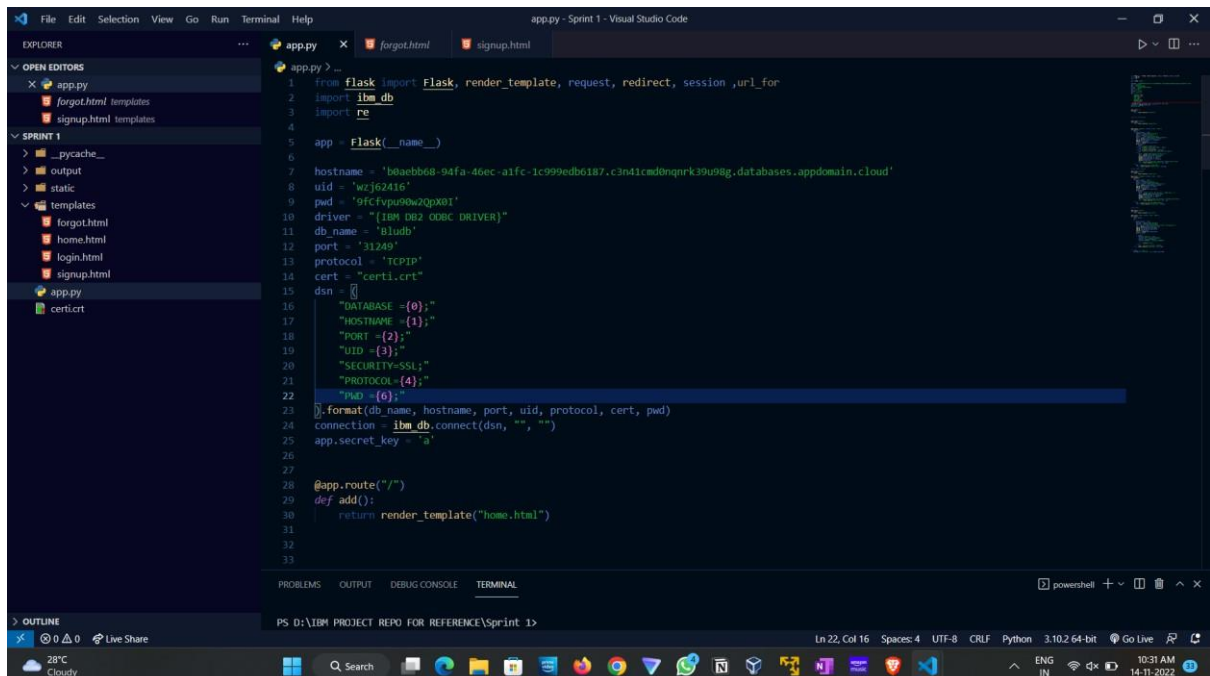 File Edit Selection View Go Run Terminal Help
app.py - Sprint 1 - Visual Studio Code
EXPLORER
OPEN EDITORS
app.py
forgot.html templates
signup.html templates
SPRINT 1
__pycache__
output
static
templates
forgot.html
home.html
login.html
signup.html
app.py
certi.crt
OUTLINE
app.py forgot.html signup.html
app.py > ...
1 from flask import Flask, render_template, request, redirect, session ,url_for
2 import ibm_db
3 import re
4
5 app = Flask(__name__)
6
7 hostname = 'b0aebb68-94fa-46ec-a1fc-1c999edb6187.c3n41cmd0nqnrk39u98g.databases.appdomain.cloud'
8 uid = 'wzj62416'
9 pwd = '9fCfvpu90w2QpX0I'
10 driver = "{IBM DB2 ODBC DRIVER}"
11 db_name = 'Bludb'
12 port = '31249'
13 protocol = 'TCPIP'
14 cert = "certi.crt"
15 dsn = (
16 "DATABASE ={0};"
17 "HOSTNAME ={1};"
18 "PORT ={2};"
19 "UID ={3};"
20 "SECURITY=SSL;"
21 "PROTOCOL={4};"
22 "PWD ={6};"
23 ).format(db_name, hostname, port, uid, protocol, cert, pwd)
24 connection = ibm_db.connect(dsn, "", "")
25 app.secret_key = 'a'
26
27
28 @app.route("/")
29 def add():
30 return render_template("home.html")
31
32
33
PROBLEMS OUTPUT DEBUG CONSOLE TERMINAL
powershell
PS D:\IBM PROJECT REPO FOR REFERENCE\Sprint 1>
0 0 Live Share
Ln 22, Col 16 Spaces: 4 UTF-8 CRLF Python 3.10.2 64-bit Go Live
28°C
Cloudy
Search
ENG
IN
10:31 AM
14-11-2022
33